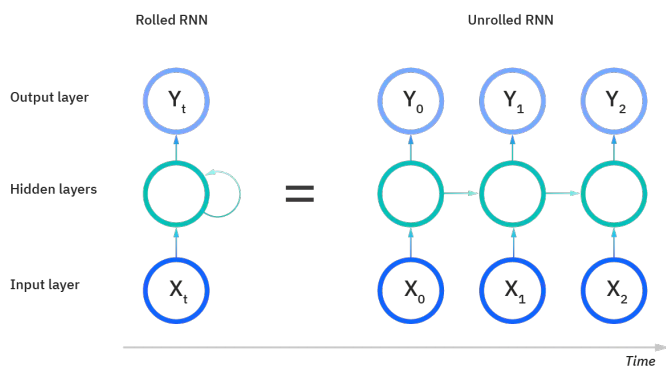 Rolled RNN
Unrolled RNN
Output layer
Yt
Y0
Y1
Y2
Hidden layers
=
Input layer
Xt
X0
X1
X2
Time